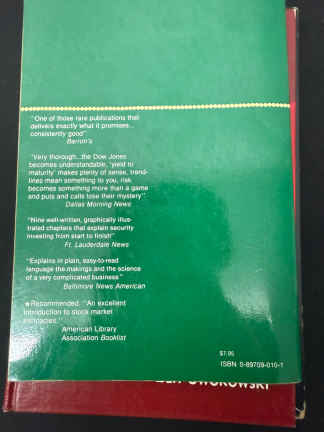 "One of those rare publications that
delivers exactly what it promises...
consistently good"
Barron's
"Very thorough...the Dow Jones
becomes understandable, 'yield to
maturity' makes plenty of sense, trend-
lines mean something to you, risk
becomes something more than a game
and puts and calls lose their mystery"
Dallas Morning News
"Nine well-written, graphically illus-
trated chapters that explain security
investing from start to finish"
Ft. Lauderdale News
"Explains in plain, easy-to-read
language the makings and the science
of a very complicated business."
Baltimore News American
★Recommended. "An excellent
introduction to stock market
intricacies."
American Library
Association Booklist
$7.95
ISBN 0-89709-010-1